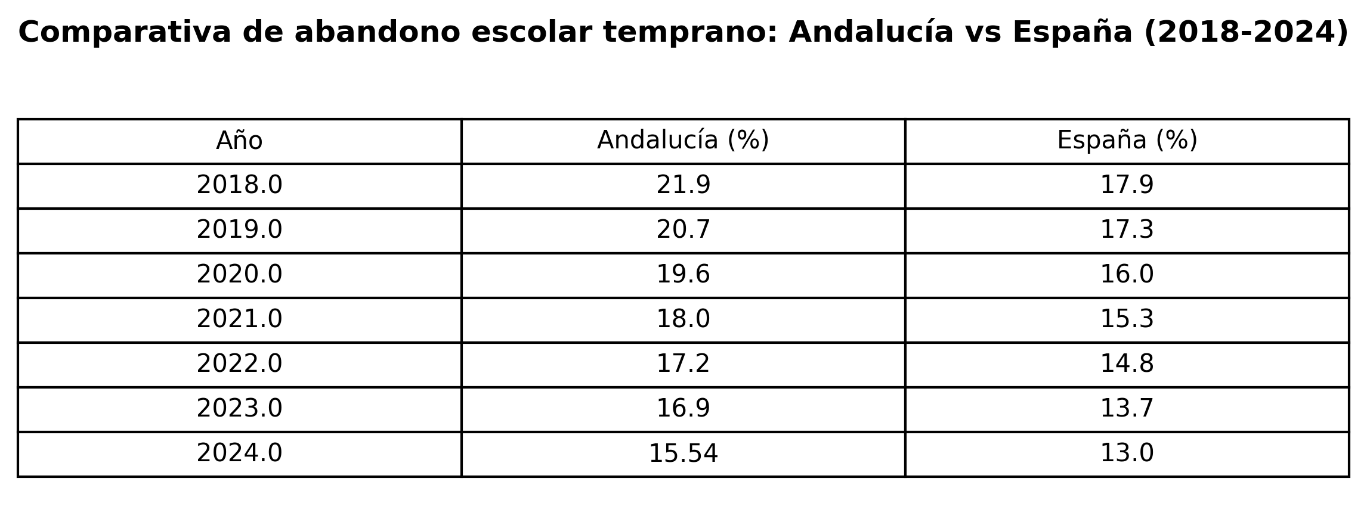 Comparativa de abandono escolar temprano: Andalucía vs España (2018-2024)
Año Andalucía (%) España (%)
2018.0 21.9 17.9
2019.0 20.7 17.3
2020.0 19.6 16.0
2021.0 18.0 15.3
2022.0 17.2 14.8
2023.0 16.9 13.7
2024.0 15.54 13.0